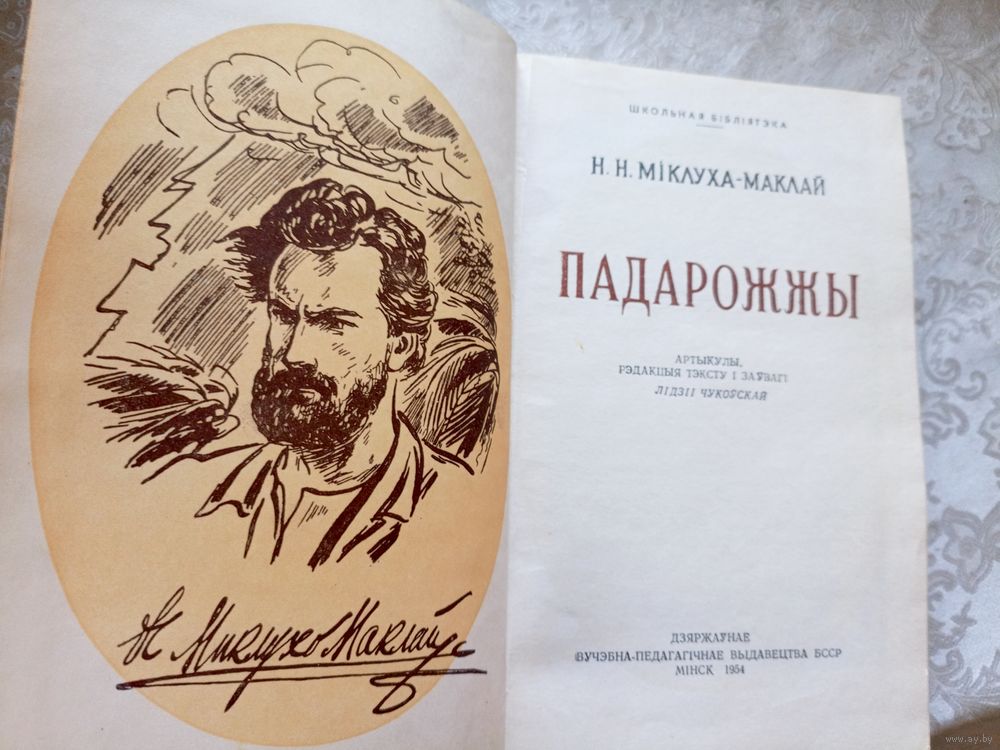 Н. Миклухо-Маклай
ШКОЛЬНАЯ БІБЛІЯТЭКА
Н. Н. МІКЛУХА-МАКЛАЙ
ПАДАРОЖЖЫ
АРТЫКУЛЫ,
РЭДАКЦЫЯ ТЭКСТУ І ЗАЎВАГІ
ЛІДЗІІ ЧУКОЎСКАЙ
ДЗЯРЖАЎНАЕ
ВУЧЭБНА-ПЕДАГАГІЧНАЕ ВЫДАВЕЦТВА БССР
МІНСК 1954
www.ay.by